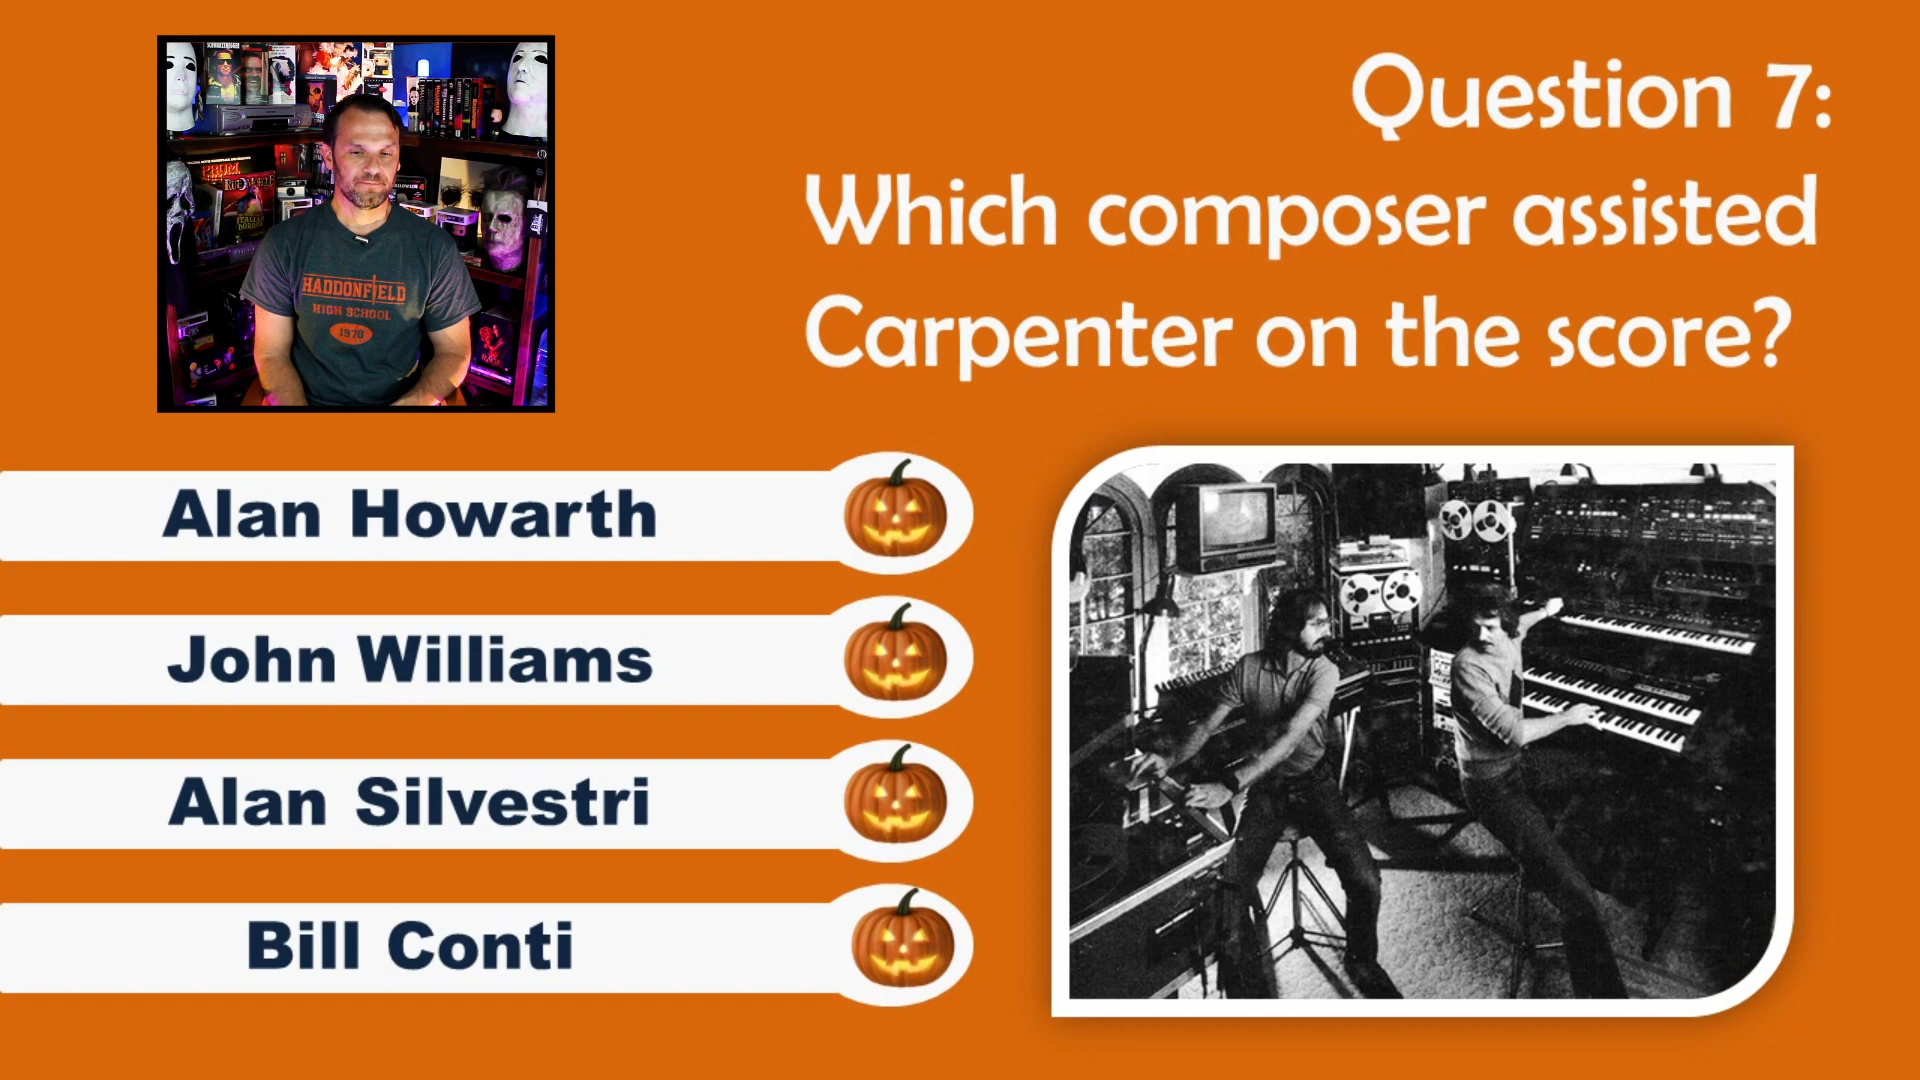 SCHWARZENEGGER
HADDONFIELD
HIGH SCHOOL
1978
Question 7:
Which composer assisted
Carpenter on the score?
Alan Howarth
John Williams
Alan Silvestri
Bill Conti